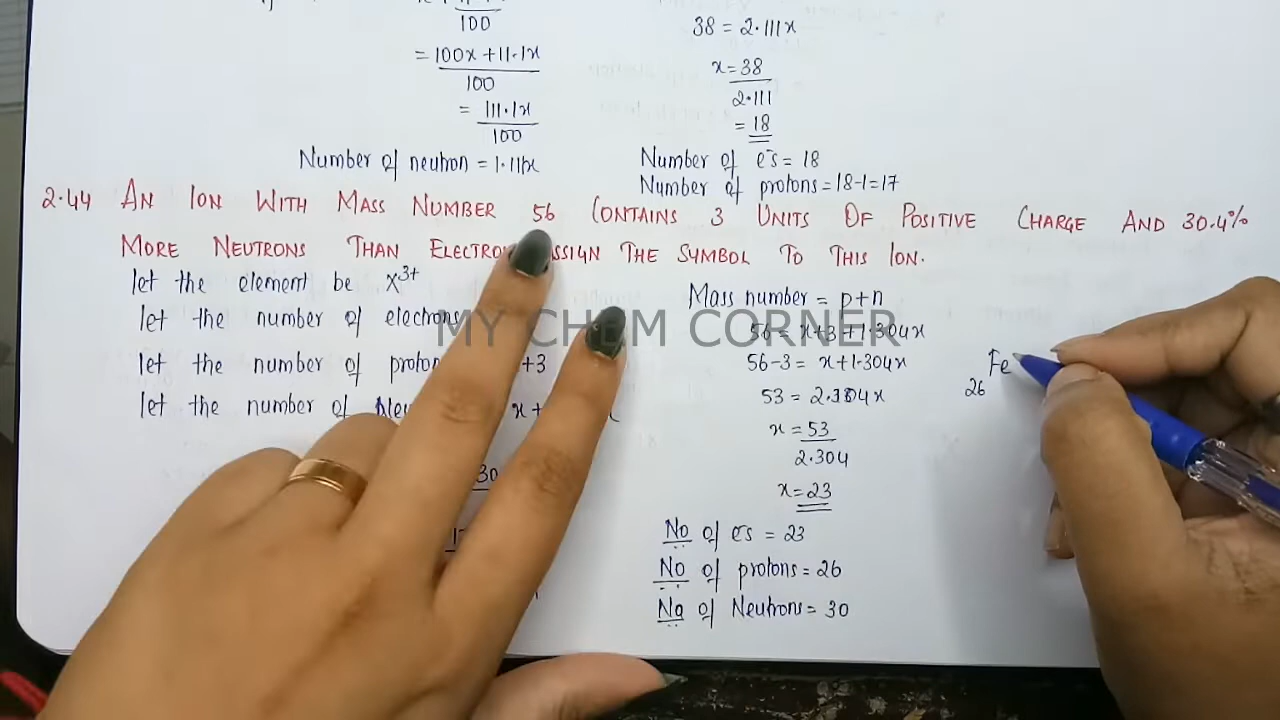 100
= 100x + 11.1x
100
= 111.1x
100
Number of neutron = 1.111x
38 = 2.111x
x = 38
2.111
= 18
Number of e⁻s = 18
Number of protons = 18-1=17
2.44 AN ION WITH MASS NUMBER 56 CONTAINS 3 UNITS OF POSITIVE CHARGE AND 30.4%
MORE NEUTRONS THAN THE SYMBOL TO THIS ION.
let the element be X³⁺
let the number of electrons
let the number of +3
let the number of x+
30
Mass number = p+n
56 = x+3+1.304x
56-3 = x+1.304x
53 = 2.304x
x = 53
2.304
x = 23
No of e⁻s = 23
No of protons = 26
No of Neutrons = 30
Fe
26
MY CHEM CORNER